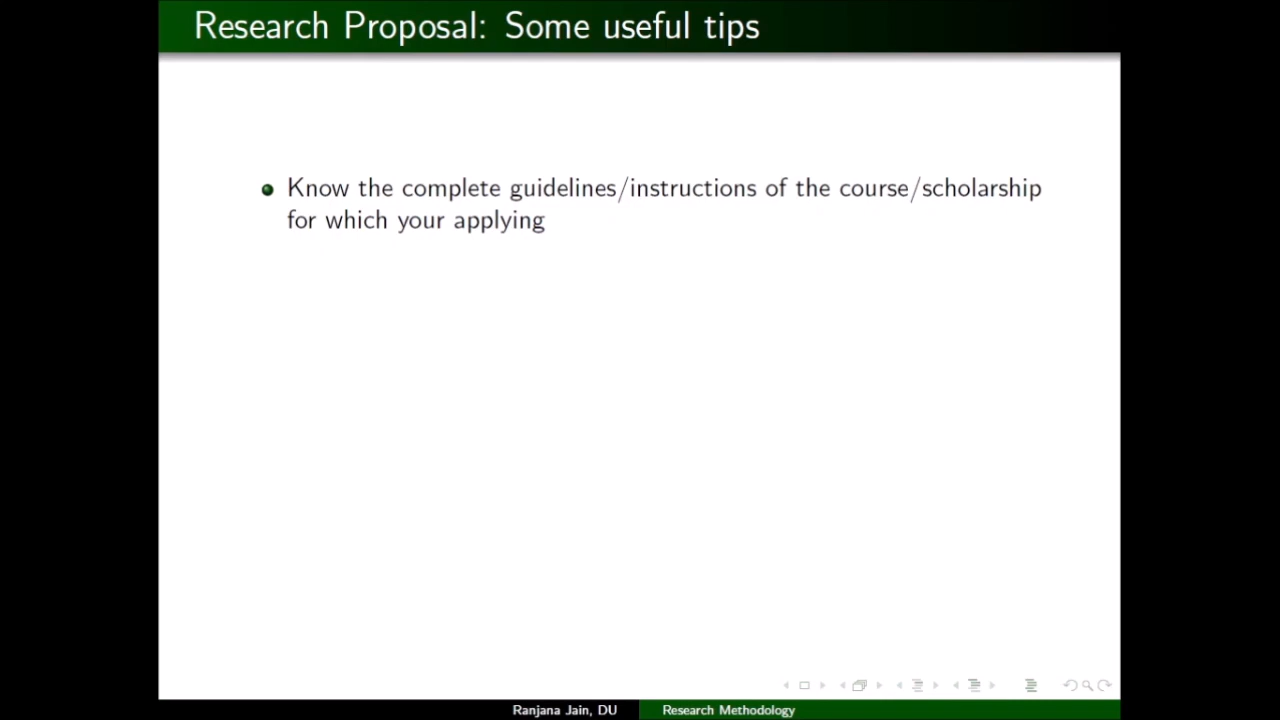 Research Proposal: Some useful tips
Know the complete guidelines/instructions of the course/scholarship
for which your applying
Ranjana Jain, DU
Research Methodology